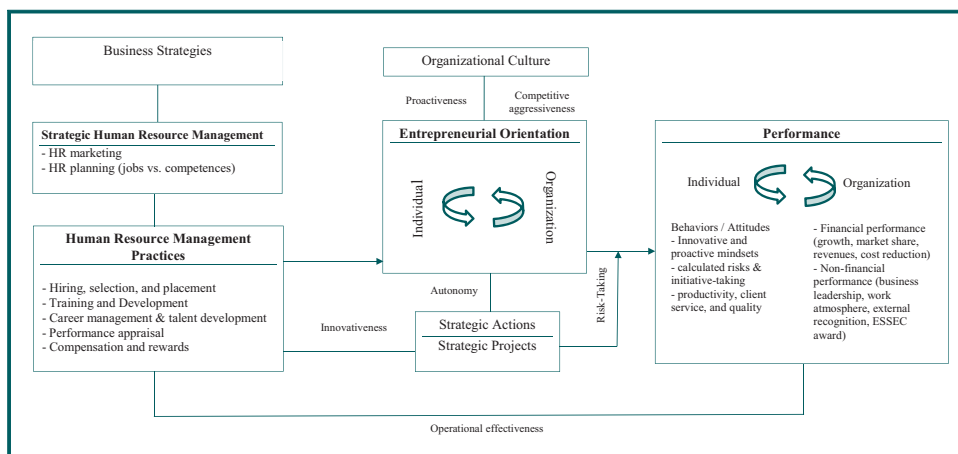 Business Strategies
Organizational Culture
Proactiveness
Competitive
aggressiveness
Strategic Human Resource Management
- HR marketing
- HR planning (jobs vs. competences)
Entrepreneurial Orientation
Individual
Organization
Performance
Individual
Organization
Behaviors / Attitudes
- Innovative and
proactive mindsets
- calculated risks &
initiative-taking
- productivity, client
service, and quality
- Financial performance
(growth, market share,
revenues, cost reduction)
- Non-financial
performance (business
leadership, work
atmosphere, external
recognition, ESSEC
award)
Human Resource Management
Practices
- Hiring, selection, and placement
- Training and Development
- Career management & talent development
- Performance appraisal
- Compensation and rewards
Autonomy
Innovativeness
Risk-Taking
Strategic Actions
Strategic Projects
Operational effectiveness